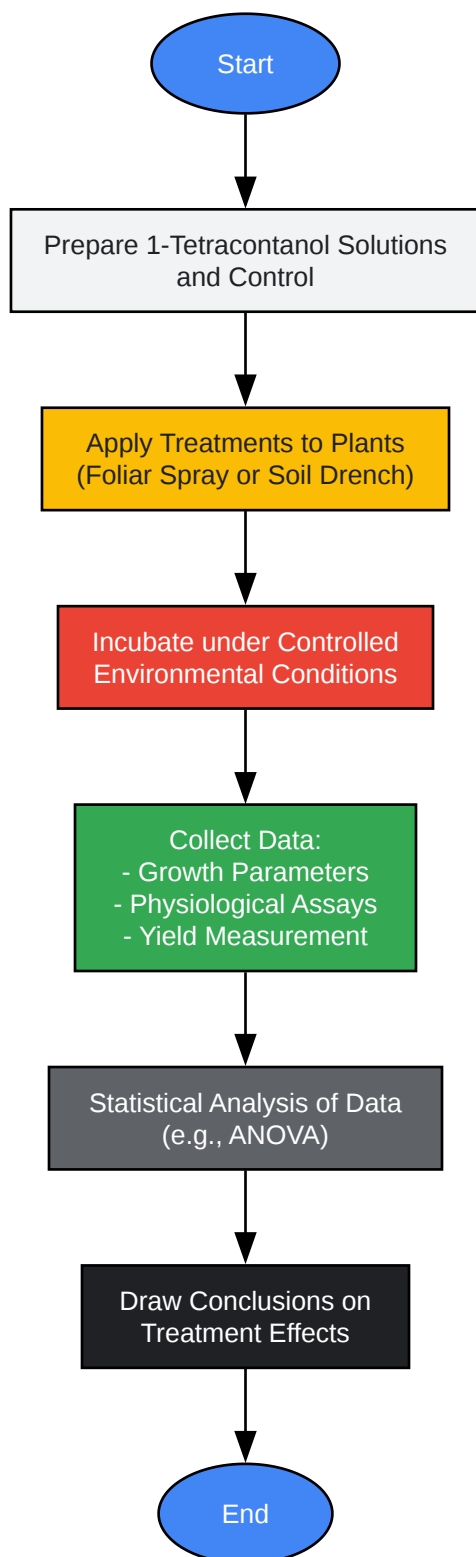 Start
Prepare 1-Tetracontanol Solutions
and Control
Apply Treatments to Plants
(Foliar Spray or Soil Drench)
Incubate under Controlled
Environmental Conditions
Collect Data:
- Growth Parameters
- Physiological Assays
- Yield Measurement
Statistical Analysis of Data
(e.g., ANOVA)
Draw Conclusions on
Treatment Effects
End